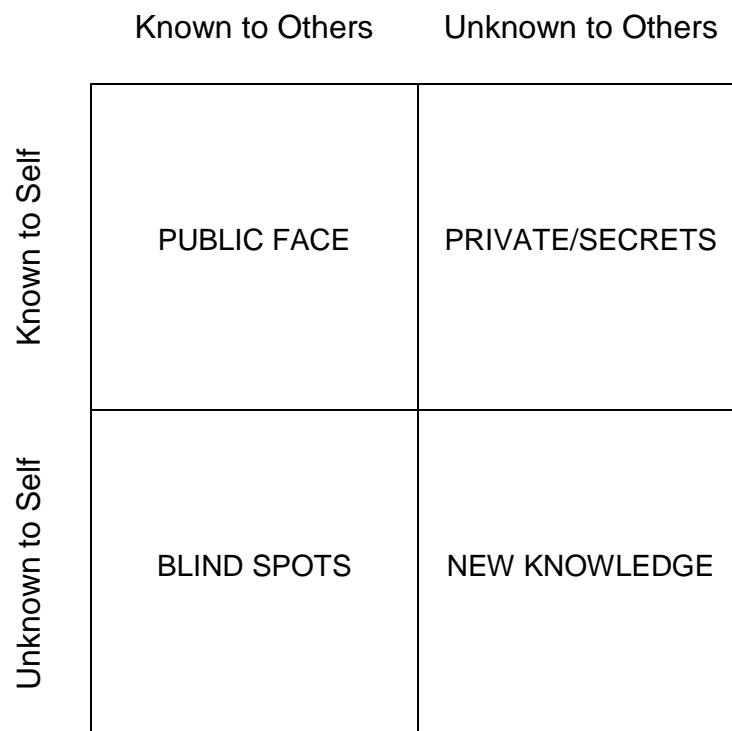 Known to Others
Unknown to Others
Known to Self
PUBLIC FACE
PRIVATE/SECRETS
Unknown to Self
BLIND SPOTS
NEW KNOWLEDGE